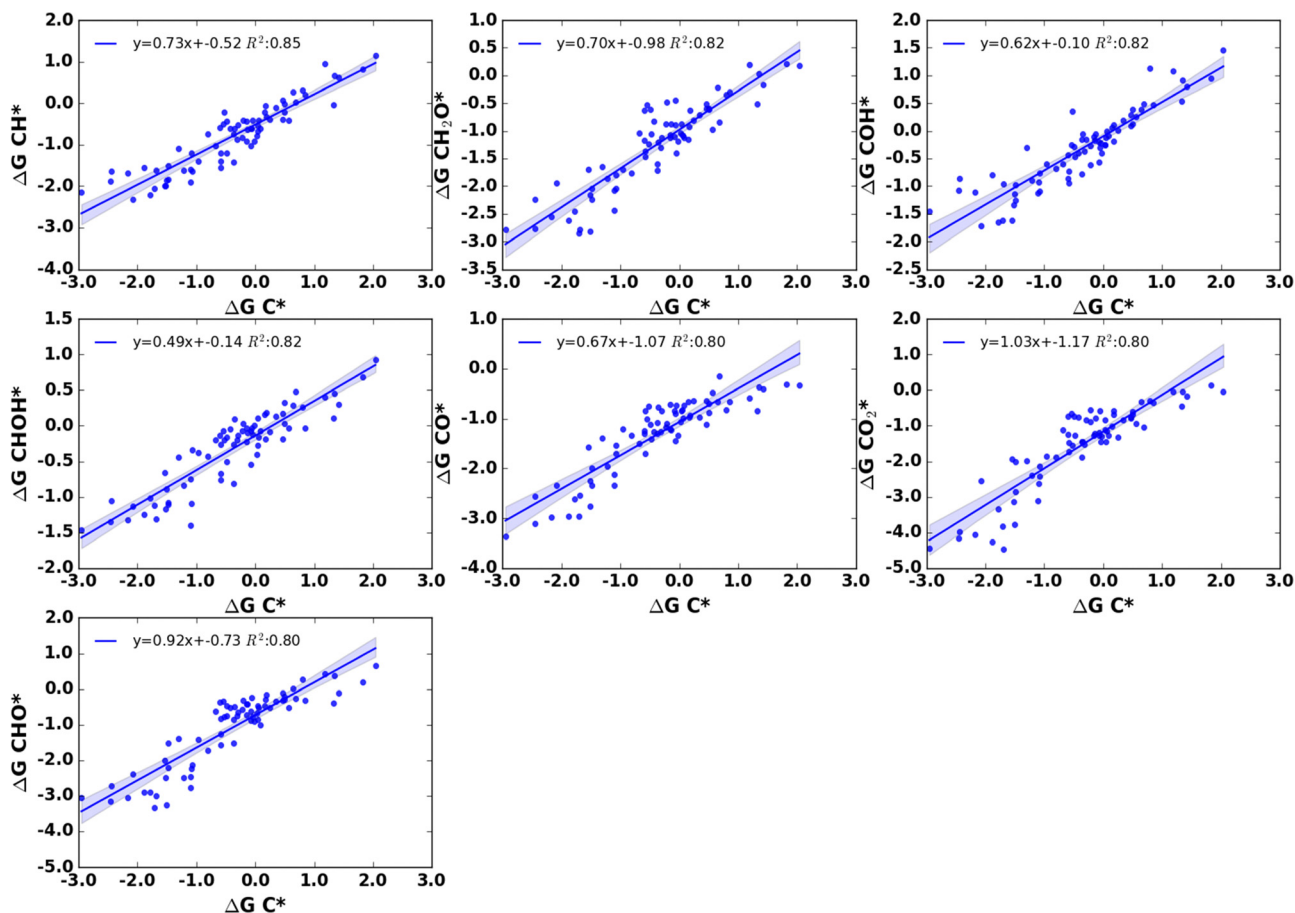 2.0
1.0
0.0
-1.0
-2.0
-3.0
-4.0
ΔG CH*
y=0.73x+-0.52 R²:0.85
-3.0 -2.0 -1.0 0.0 1.0 2.0 3.0
ΔG C*
1.0
0.5
0.0
-0.5
-1.0
-1.5
-2.0
-2.5
-3.0
-3.5
ΔG CH₂O*
y=0.70x+-0.98 R²:0.82
-3.0 -2.0 -1.0 0.0 1.0 2.0 3.0
ΔG C*
2.0
1.5
1.0
0.5
0.0
-0.5
-1.0
-1.5
-2.0
-2.5
ΔG COH*
y=0.62x+-0.10 R²:0.82
-3.0 -2.0 -1.0 0.0 1.0 2.0 3.0
ΔG C*
1.5
1.0
0.5
0.0
-0.5
-1.0
-1.5
-2.0
ΔG CHOH*
y=0.49x+-0.14 R²:0.82
-3.0 -2.0 -1.0 0.0 1.0 2.0 3.0
ΔG C*
1.0
0.0
-1.0
-2.0
-3.0
-4.0
ΔG CO*
y=0.67x+-1.07 R²:0.80
-3.0 -2.0 -1.0 0.0 1.0 2.0 3.0
ΔG C*
2.0
1.0
0.0
-1.0
-2.0
-3.0
-4.0
-5.0
ΔG CO₂*
y=1.03x+-1.17 R²:0.80
-3.0 -2.0 -1.0 0.0 1.0 2.0 3.0
ΔG C*
2.0
1.0
0.0
-1.0
-2.0
-3.0
-4.0
-5.0
ΔG CHO*
y=0.92x+-0.73 R²:0.80
-3.0 -2.0 -1.0 0.0 1.0 2.0 3.0
ΔG C*